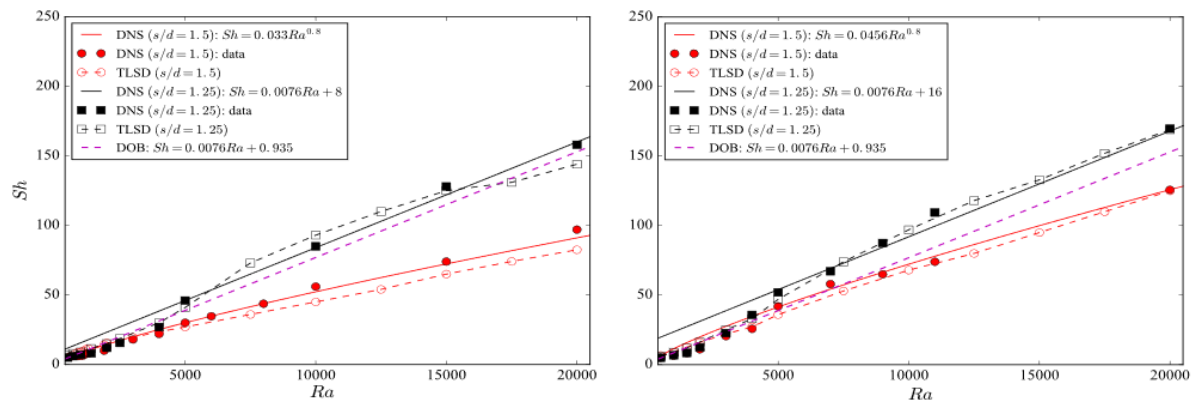 250
200
150
100
50
0
Sh
5000 10000 15000 20000
Ra
DNS (s/d=1.5): Sh=0.033Ra^0.8
DNS (s/d=1.5): data
TLSD (s/d=1.5)
DNS (s/d=1.25): Sh=0.0076Ra+8
DNS (s/d=1.25): data
TLSD (s/d=1.25)
DOB: Sh=0.0076Ra+0.935
250
200
150
100
50
0
5000 10000 15000 20000
Ra
DNS (s/d=1.5): Sh=0.0456Ra^0.8
DNS (s/d=1.5): data
TLSD (s/d=1.5)
DNS (s/d=1.25): Sh=0.0076Ra+16
DNS (s/d=1.25): data
TLSD (s/d=1.25)
DOB: Sh=0.0076Ra+0.935